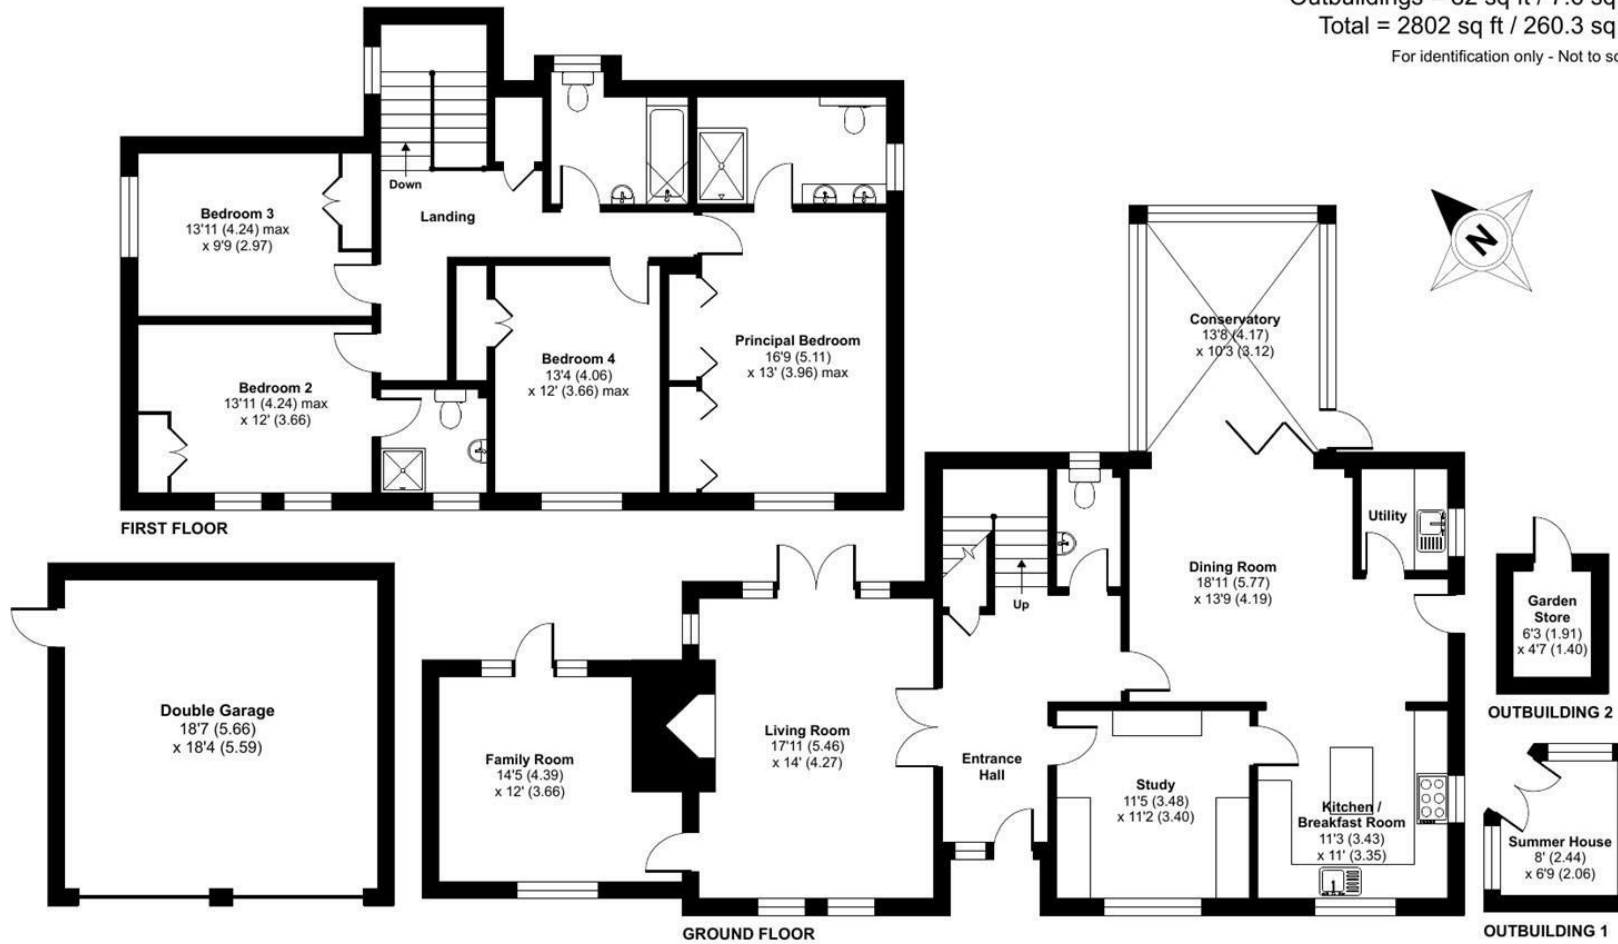 Total = 2802 sq ft / 260.3 sq
For identification only - Not to sc
Down
Landing
Bedroom 3
13'11 (4.24) max
x 9'9 (2.97)
Bedroom 2
13'11 (4.24) max
x 12' (3.66)
Bedroom 4
13'4 (4.06)
x 12' (3.66) max
Principal Bedroom
16'9 (5.11)
x 13' (3.96) max
FIRST FLOOR
N
Conservatory
13'8 (4.17)
x 10'3 (3.12)
Utility
Dining Room
18'11 (5.77)
x 13'9 (4.19)
Up
Garden
Store
6'3 (1.91)
x 4'7 (1.40)
OUTBUILDING 2
Double Garage
18'7 (5.66)
x 18'4 (5.59)
Family Room
14'5 (4.39)
x 12' (3.66)
Living Room
17'11 (5.46)
x 14' (4.27)
Entrance
Hall
Study
11'5 (3.48)
x 11'2 (3.40)
Kitchen /
Breakfast Room
11'3 (3.43)
x 11' (3.35)
Summer House
8' (2.44)
x 6'9 (2.06)
OUTBUILDING 1
GROUND FLOOR